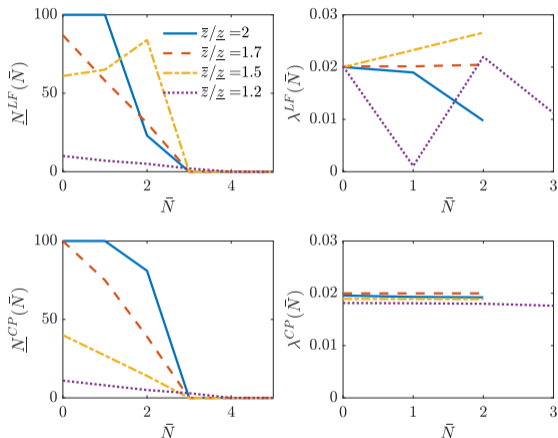 100
50
0
0 2 4
N̲^{LF}(N̄)
N̄
z̄/z̲ =2
z̄/z̲ =1.7
z̄/z̲ =1.5
z̄/z̲ =1.2
0.03
0.02
0.01
0
0 1 2 3
λ^{LF}(N̄)
N̄
100
50
0
0 2 4
N̲^{CP}(N̄)
N̄
0.03
0.02
0.01
0
0 1 2 3
λ^{CP}(N̄)
N̄